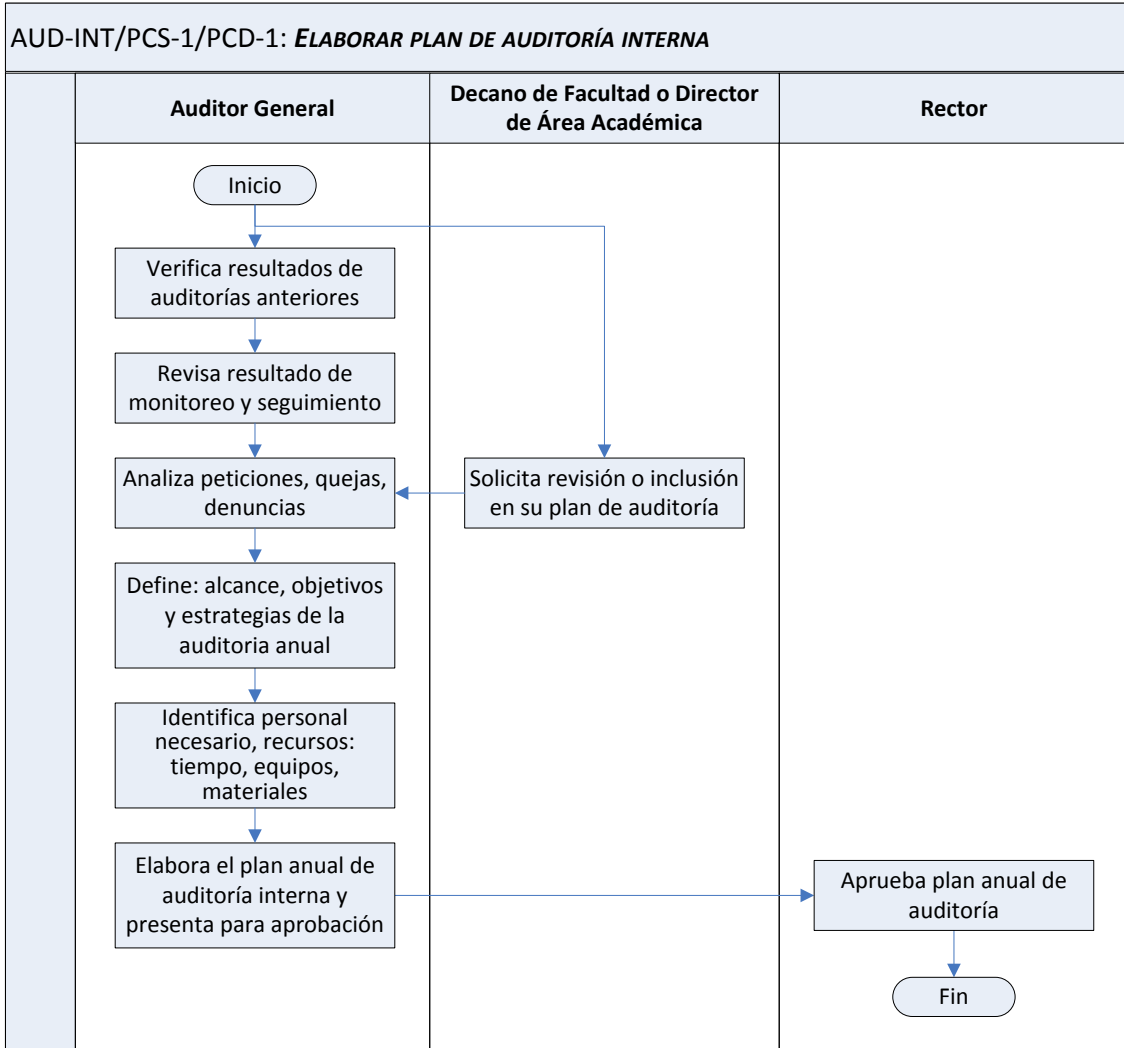 AUD-INT/PCS-1/PCD-1: ELABORAR PLAN DE AUDITORÍA INTERNA
Auditor General
Decano de Facultad o Director
de Área Académica
Rector
Inicio
Verifica resultados de
auditorías anteriores
Revisa resultado de
monitoreo y seguimiento
Analiza peticiones, quejas,
denuncias
Solicita revisión o inclusión
en su plan de auditoría
Define: alcance, objetivos
y estrategias de la
auditoria anual
Identifica personal
necesario, recursos:
tiempo, equipos,
materiales
Elabora el plan anual de
auditoría interna y
presenta para aprobación
Aprueba plan anual de
auditoría
Fin